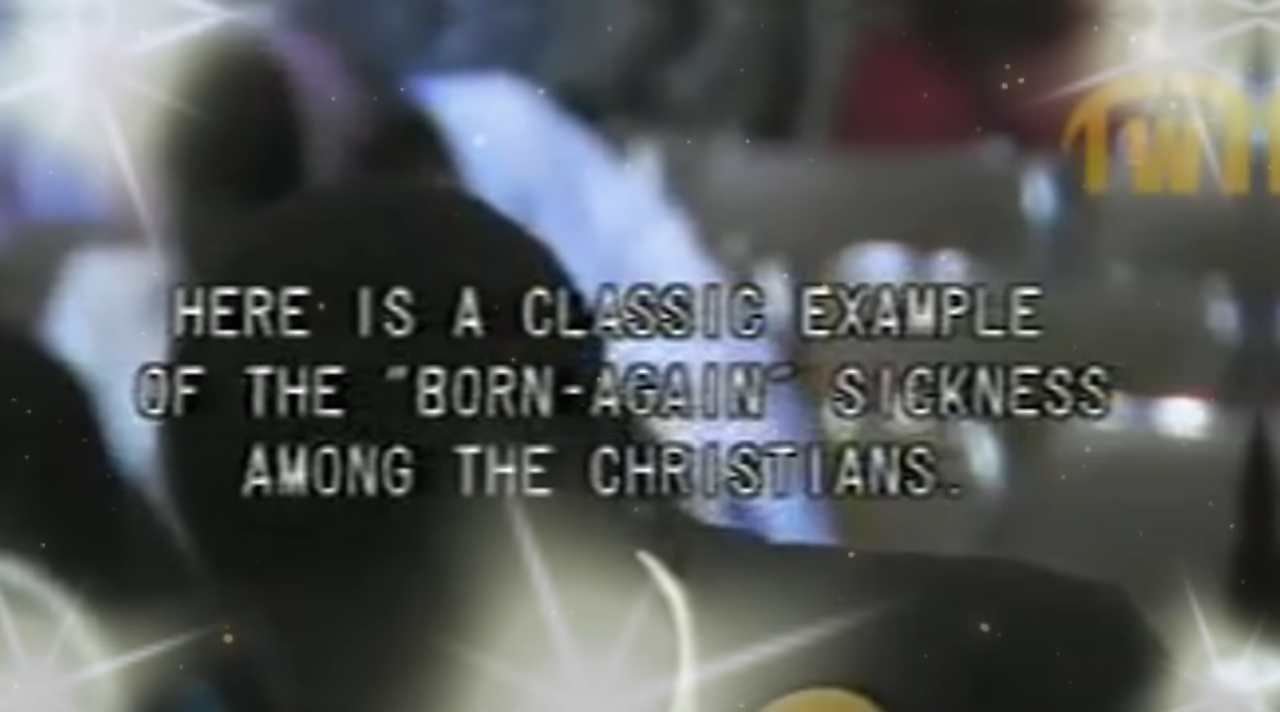 HERE IS A CLASSIC EXAMPLE
OF THE "BORN-AGAIN" SICKNESS
AMONG THE CHRISTIANS.